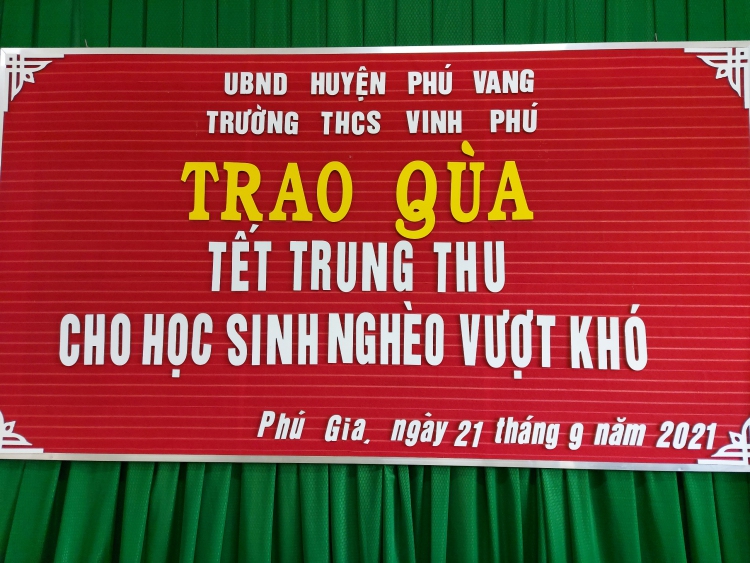 UBND HUYỆN PHÚ VANG
TRƯỜNG THCS VINH PHÚ
TRAO QÙA
TẾT TRUNG THU
CHO HỌC SINH NGHÈO VƯỢT KHÓ
Phú Gia, ngày 21 tháng 9 năm 2021